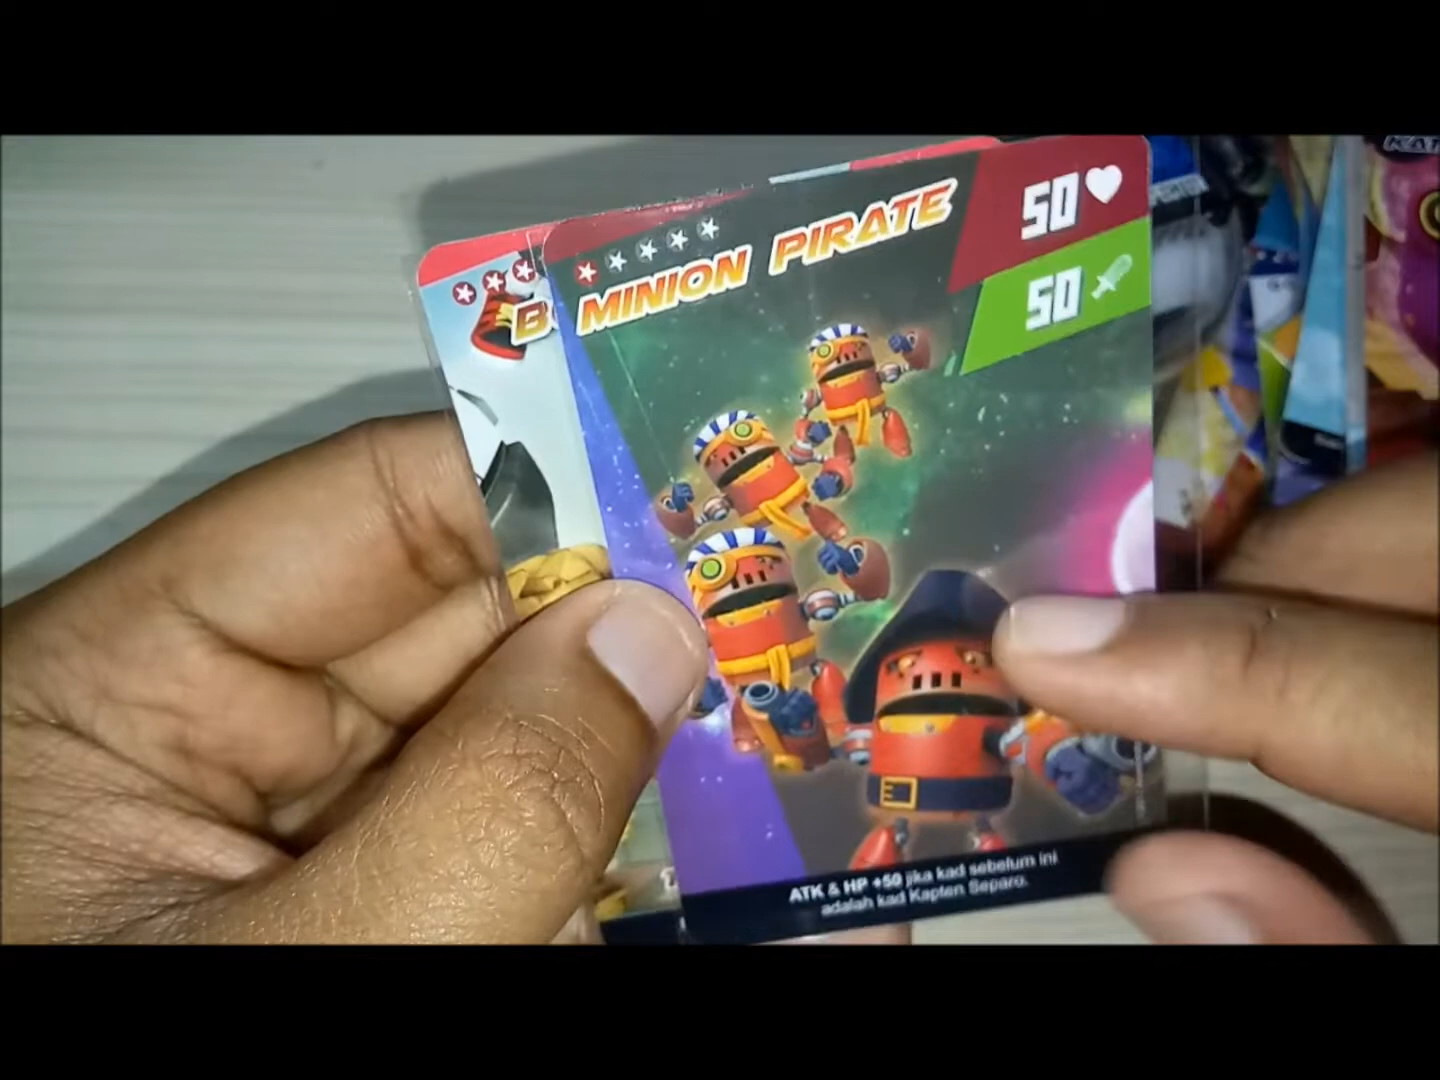 MINION PIRATE
50
50
B
ATK & HP +50 jika kad sebelum ini
adalah kad Kapten Separo.